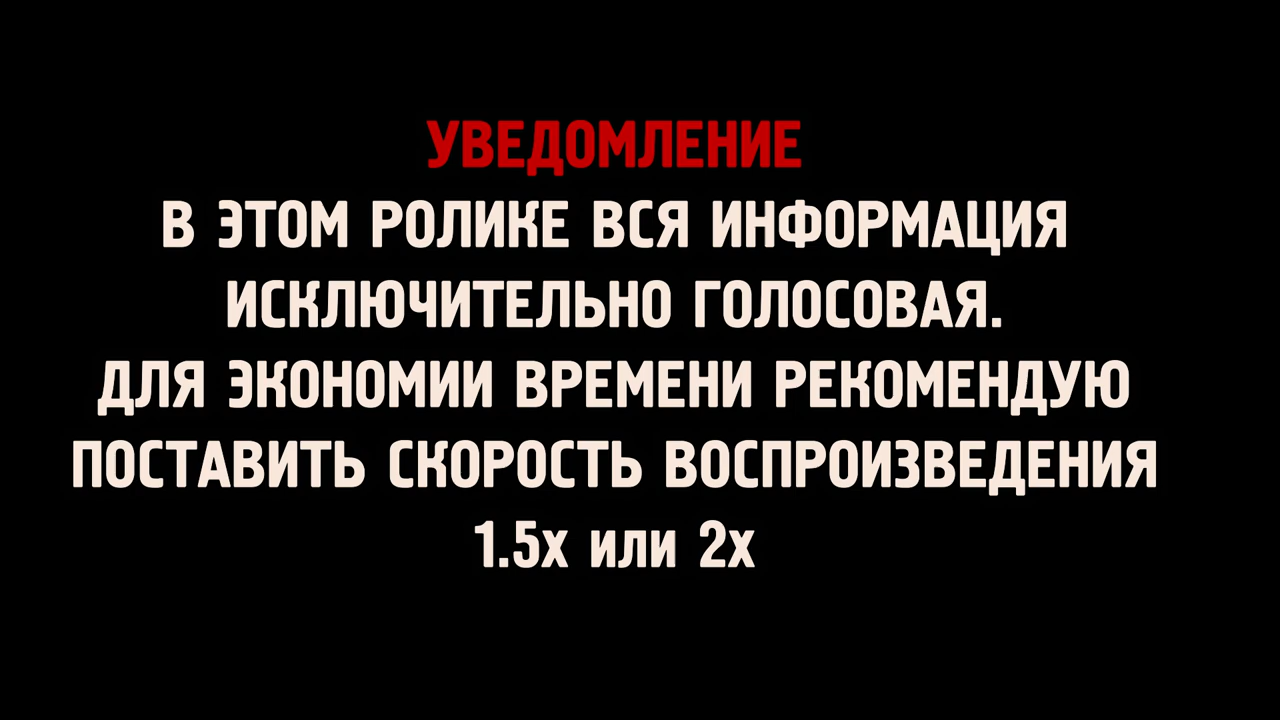 УВЕДОМЛЕНИЕ
В ЭТОМ РОЛИКЕ ВСЯ ИНФОРМАЦИЯ
ИСКЛЮЧИТЕЛЬНО ГОЛОСОВАЯ.
ДЛЯ ЭКОНОМИИ ВРЕМЕНИ РЕКОМЕНДУЮ
ПОСТАВИТЬ СКОРОСТЬ ВОСПРОИЗВЕДЕНИЯ
1.5х или 2х